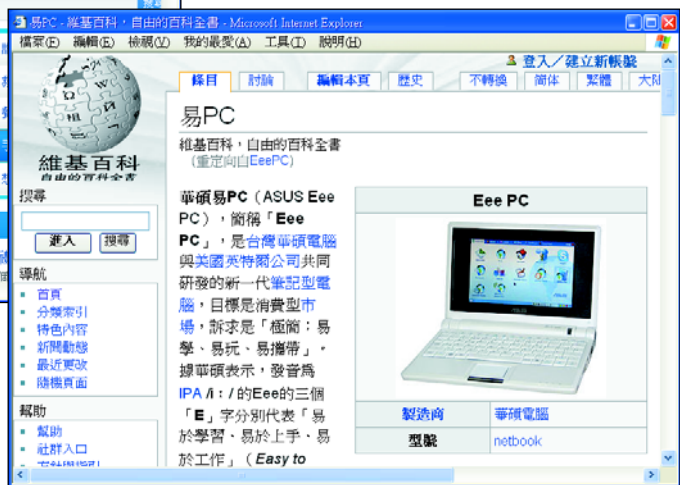 易PC - 維基百科，自由的百科全書 - Microsoft Internet Explorer
檔案(F) 編輯(E) 檢視(V) 我的最愛(A) 工具(T) 說明(H)
登入／建立新帳號
條目 討論 編輯本頁 歷史 不轉換 简体 繁體
維基百科
自由的百科全書
搜尋
進入 搜尋
導航
首頁
分類索引
特色內容
新聞動態
最近更改
隨機頁面
幫助
幫助
社群入口
方針與指引
易PC
維基百科，自由的百科全書
（重定向自EeePC）
華碩易PC（ASUS Eee
PC），簡稱「Eee
PC」，是台灣華碩電腦
與美國英特爾公司共同
研發的新一代筆記型電
腦，目標是消費型市
場，訴求是「極簡：易
學、易玩、易攜帶」。
據華碩表示，發音為
IPA /i：/ 的Eee的三個
「E」字分別代表「易
於學習、易於上手、易
於工作」（Easy to
Eee PC
製造商 華碩電腦
型號 netbook